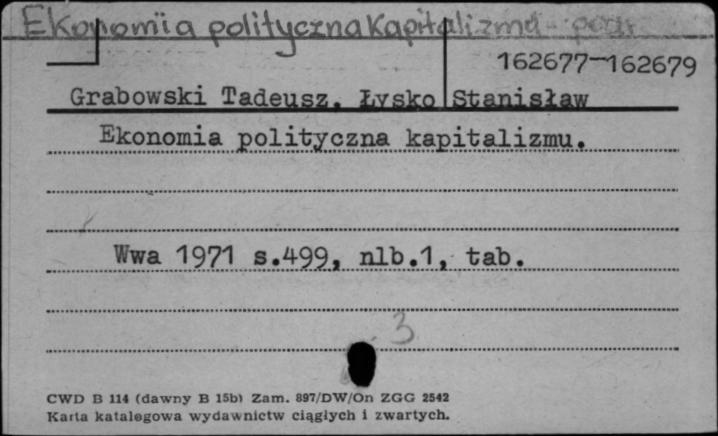 Ekonomia polityczna Kapitalizmu - podr
162677-162679
Grabowski Tadeusz, Łysko Stanisław
Ekonomia polityczna kapitalizmu.
Wwa 1971 s.499, nlb.1, tab.
3
CWD B 114 (dawny B 15b) Zam. 897/DW/On ZGG 2542
Karta katalogowa wydawnictw ciągłych i zwartych.